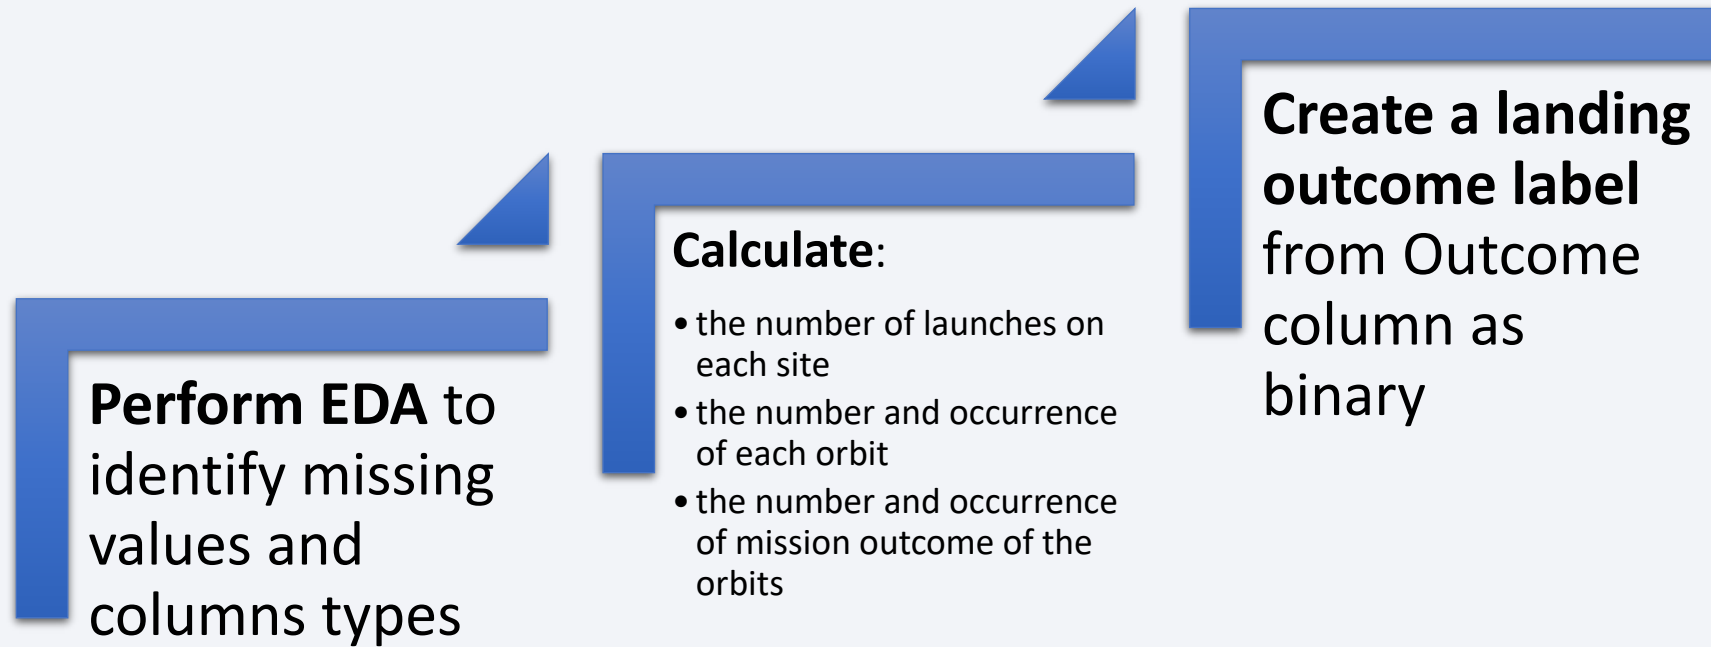 Perform EDA to
identify missing
values and
columns types
Calculate:
• the number of launches on
each site
• the number and occurrence
of each orbit
• the number and occurrence
of mission outcome of the
orbits
Create a landing
outcome label
from Outcome
column as
binary